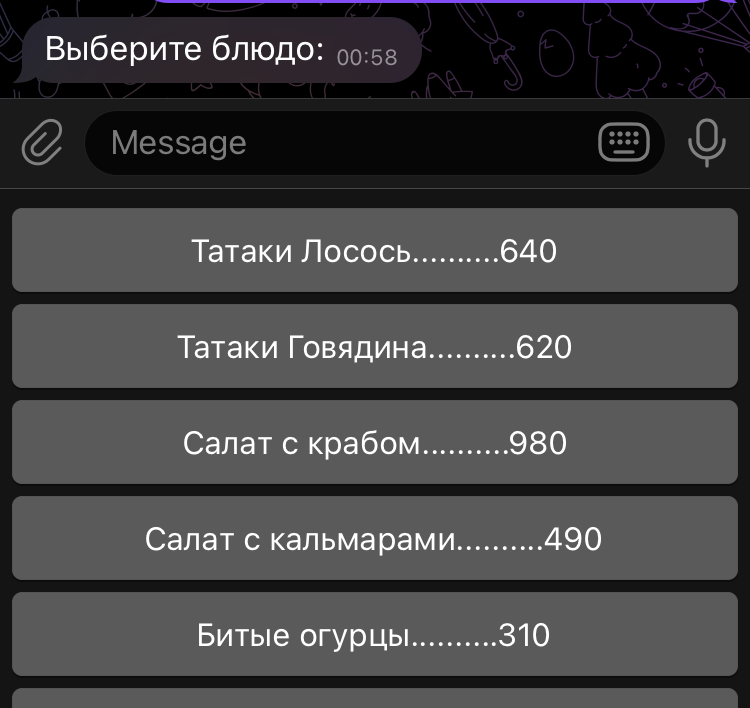 Выберите блюдо: 00:58
Message
Татаки Лосось..........640
Татаки Говядина..........620
Салат с крабом..........980
Салат с кальмарами..........490
Битые огурцы..........310